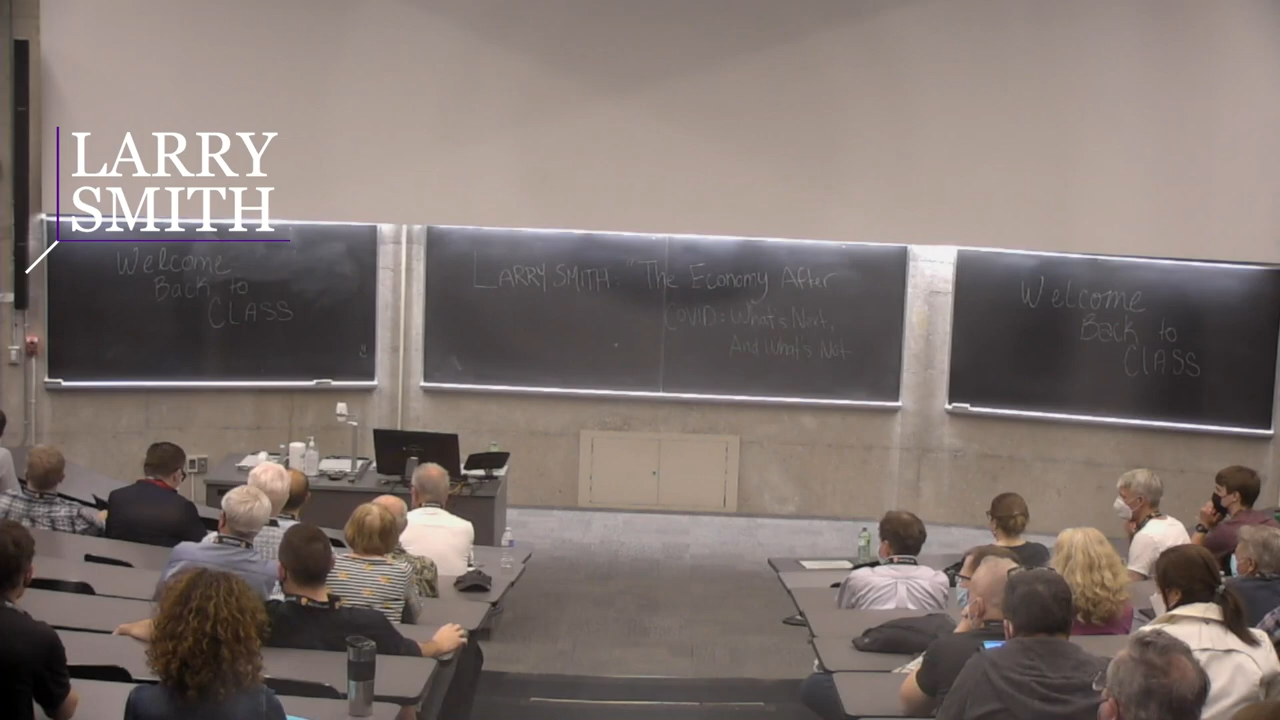 LARRY
SMITH
Welcome
Back to
CLASS
LARRY SMITH: "The Economy After
COVID: What's Next,
And What's Not
Welcome
Back to
CLASS